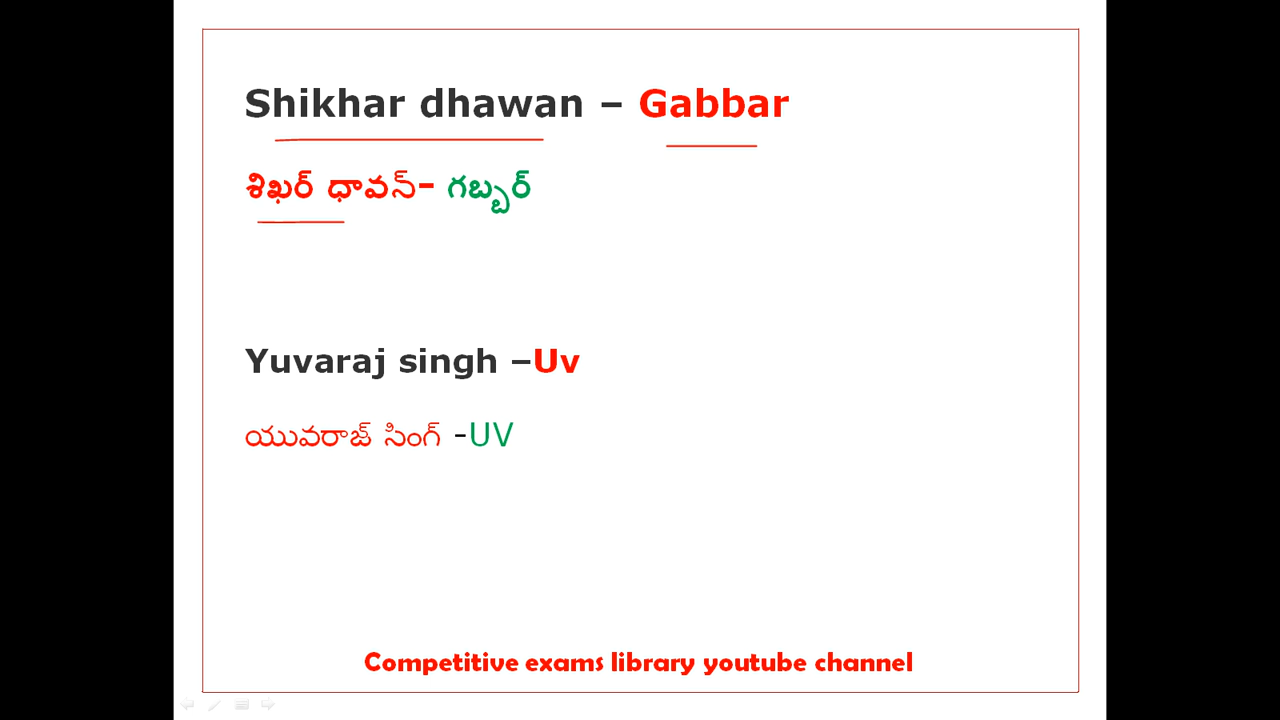 Shikhar dhawan – Gabbar
శిఖర్ ధావన్- గబ్బర్
Yuvaraj singh –Uv
యువరాజ్ సింగ్ -UV
Competitive exams library youtube channel